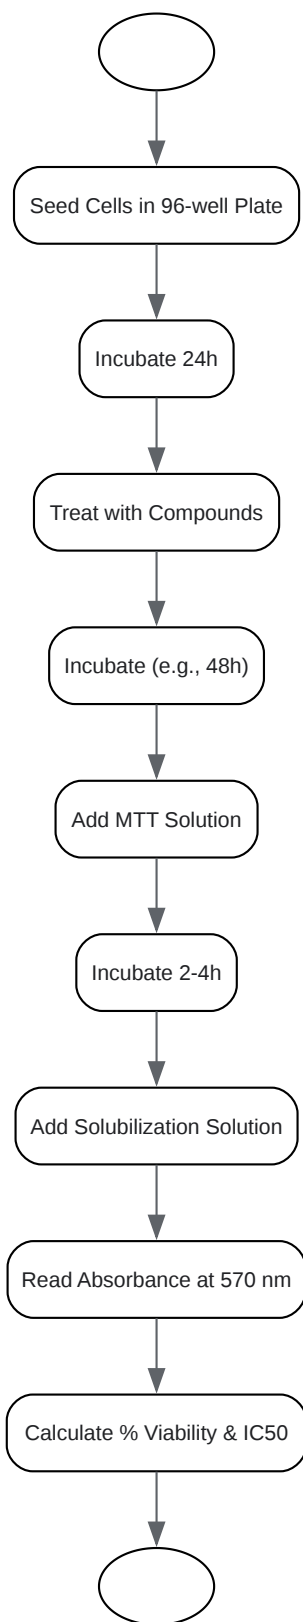 Seed Cells in 96-well Plate
Incubate 24h
Treat with Compounds
Incubate (e.g., 48h)
Add MTT Solution
Incubate 2-4h
Add Solubilization Solution
Read Absorbance at 570 nm
Calculate % Viability & IC50